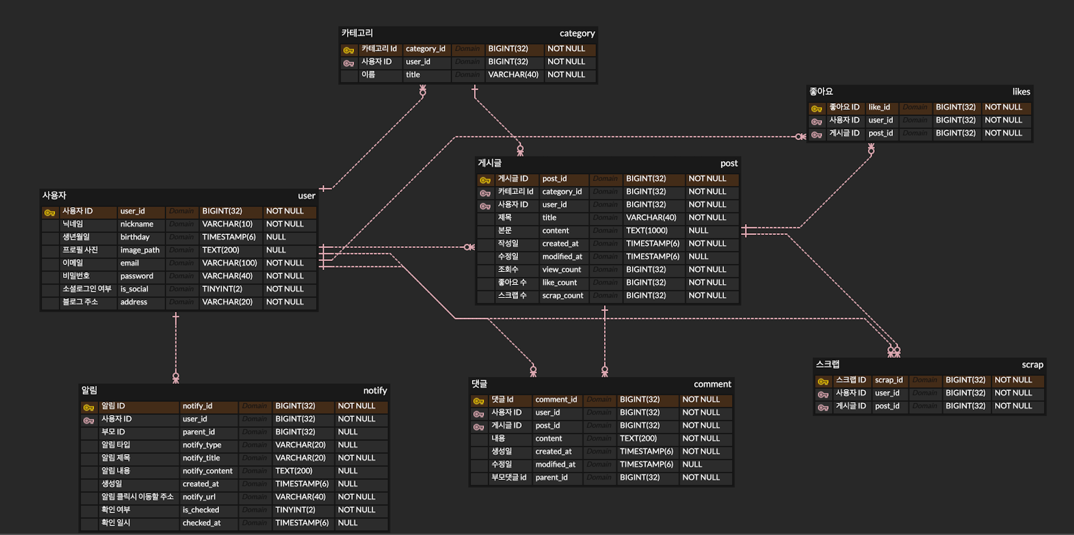 카테고리 category
카테고리 Id category_id Domain BIGINT(32) NOT NULL
사용자 ID user_id Domain BIGINT(32) NOT NULL
이름 title Domain VARCHAR(40) NOT NULL
좋아요 likes
좋아요 ID like_id Domain BIGINT(32) NOT NULL
사용자 ID user_id Domain BIGINT(32) NOT NULL
게시글 ID post_id Domain BIGINT(32) NOT NULL
게시글 post
게시글 ID post_id Domain BIGINT(32) NOT NULL
카테고리 Id category_id Domain BIGINT(32) NOT NULL
사용자 ID user_id Domain BIGINT(32) NOT NULL
제목 title Domain VARCHAR(40) NOT NULL
본문 content Domain TEXT(1000) NULL
작성일 created_at Domain TIMESTAMP(6) NOT NULL
수정일 modified_at Domain TIMESTAMP(6) NULL
조회수 view_count Domain BIGINT(32) NOT NULL
좋아요 수 like_count Domain BIGINT(32) NOT NULL
스크랩 수 scrap_count Domain BIGINT(32) NOT NULL
사용자 user
사용자 ID user_id Domain BIGINT(32) NOT NULL
닉네임 nickname Domain VARCHAR(10) NOT NULL
생년월일 birthday Domain TIMESTAMP(6) NULL
프로필 사진 image_path Domain TEXT(200) NULL
이메일 email Domain VARCHAR(100) NOT NULL
비밀번호 password Domain VARCHAR(40) NOT NULL
소셜로그인 여부 is_social Domain TINYINT(2) NOT NULL
블로그 주소 address Domain VARCHAR(20) NOT NULL
스크랩 scrap
스크랩 ID scrap_id Domain BIGINT(32) NOT NULL
사용자 ID user_id Domain BIGINT(32) NOT NULL
게시글 ID post_id Domain BIGINT(32) NOT NULL
댓글 comment
댓글 Id comment_id Domain BIGINT(32) NOT NULL
사용자 ID user_id Domain BIGINT(32) NOT NULL
게시글 ID post_id Domain BIGINT(32) NOT NULL
내용 content Domain TEXT(200) NOT NULL
생성일 created_at Domain TIMESTAMP(6) NOT NULL
수정일 modified_at Domain TIMESTAMP(6) NULL
부모댓글 id parent_id Domain BIGINT(32) NOT NULL
알림 notify
알림 ID notify_id Domain BIGINT(32) NOT NULL
사용자 ID user_id Domain BIGINT(32) NOT NULL
부모 ID parent_id Domain BIGINT(32) NULL
알림 타입 notify_type Domain VARCHAR(20) NULL
알림 제목 notify_title Domain VARCHAR(20) NOT NULL
알림 내용 notify_content Domain TEXT(200) NULL
생성일 created_at Domain TIMESTAMP(6) NULL
알림 클릭시 이동할 주소 notify_url Domain VARCHAR(40) NOT NULL
확인 여부 is_checked Domain TINYINT(2) NOT NULL
확인 일시 checked_at Domain TIMESTAMP(6) NULL